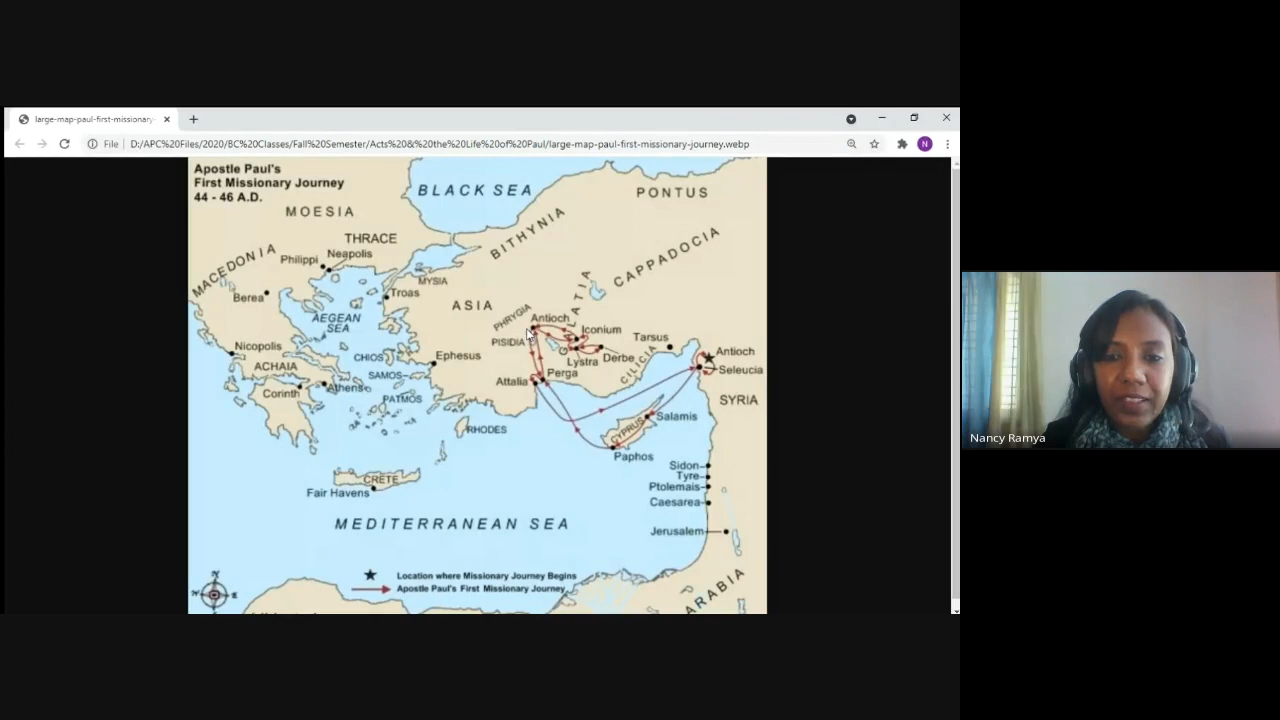 large-map-paul-first-missionary-
File
D:/APC%20Files/2020/BC%20Classes/Fall%20Semester/Acts%20&%20the%20Life%20of%20Paul/large-map-paul-first-missionary-journey.webp
N
Apostle Paul's
First Missionary Journey
44 - 46 A.D.
BLACK SEA
PONTUS
MOESIA
THRACE
BITHYNIA
CAPPADOCIA
MACEDONIA
Philippi
Neapolis
MYSIA
Troas
Berea
ASIA
GALATIA
AEGEAN
SEA
PHRYGIA
Antioch
Iconium
PISIDIA
Tarsus
Nicopolis
CHIOS
Ephesus
Lystra
Derbe
CILICIA
Antioch
ACHAIA
SAMOS
Perga
Seleucia
Attalia
Corinth
Athens
PATMOS
SYRIA
RHODES
CYPRUS
Salamis
Paphos
Sidon
Tyre
CRETE
Ptolemais
Fair Havens
Caesarea
MEDITERRANEAN SEA
Jerusalem
Location where Missionary Journey Begins
Apostle Paul's First Missionary Journey
ARABIA
N
W
E
Nancy Ramya